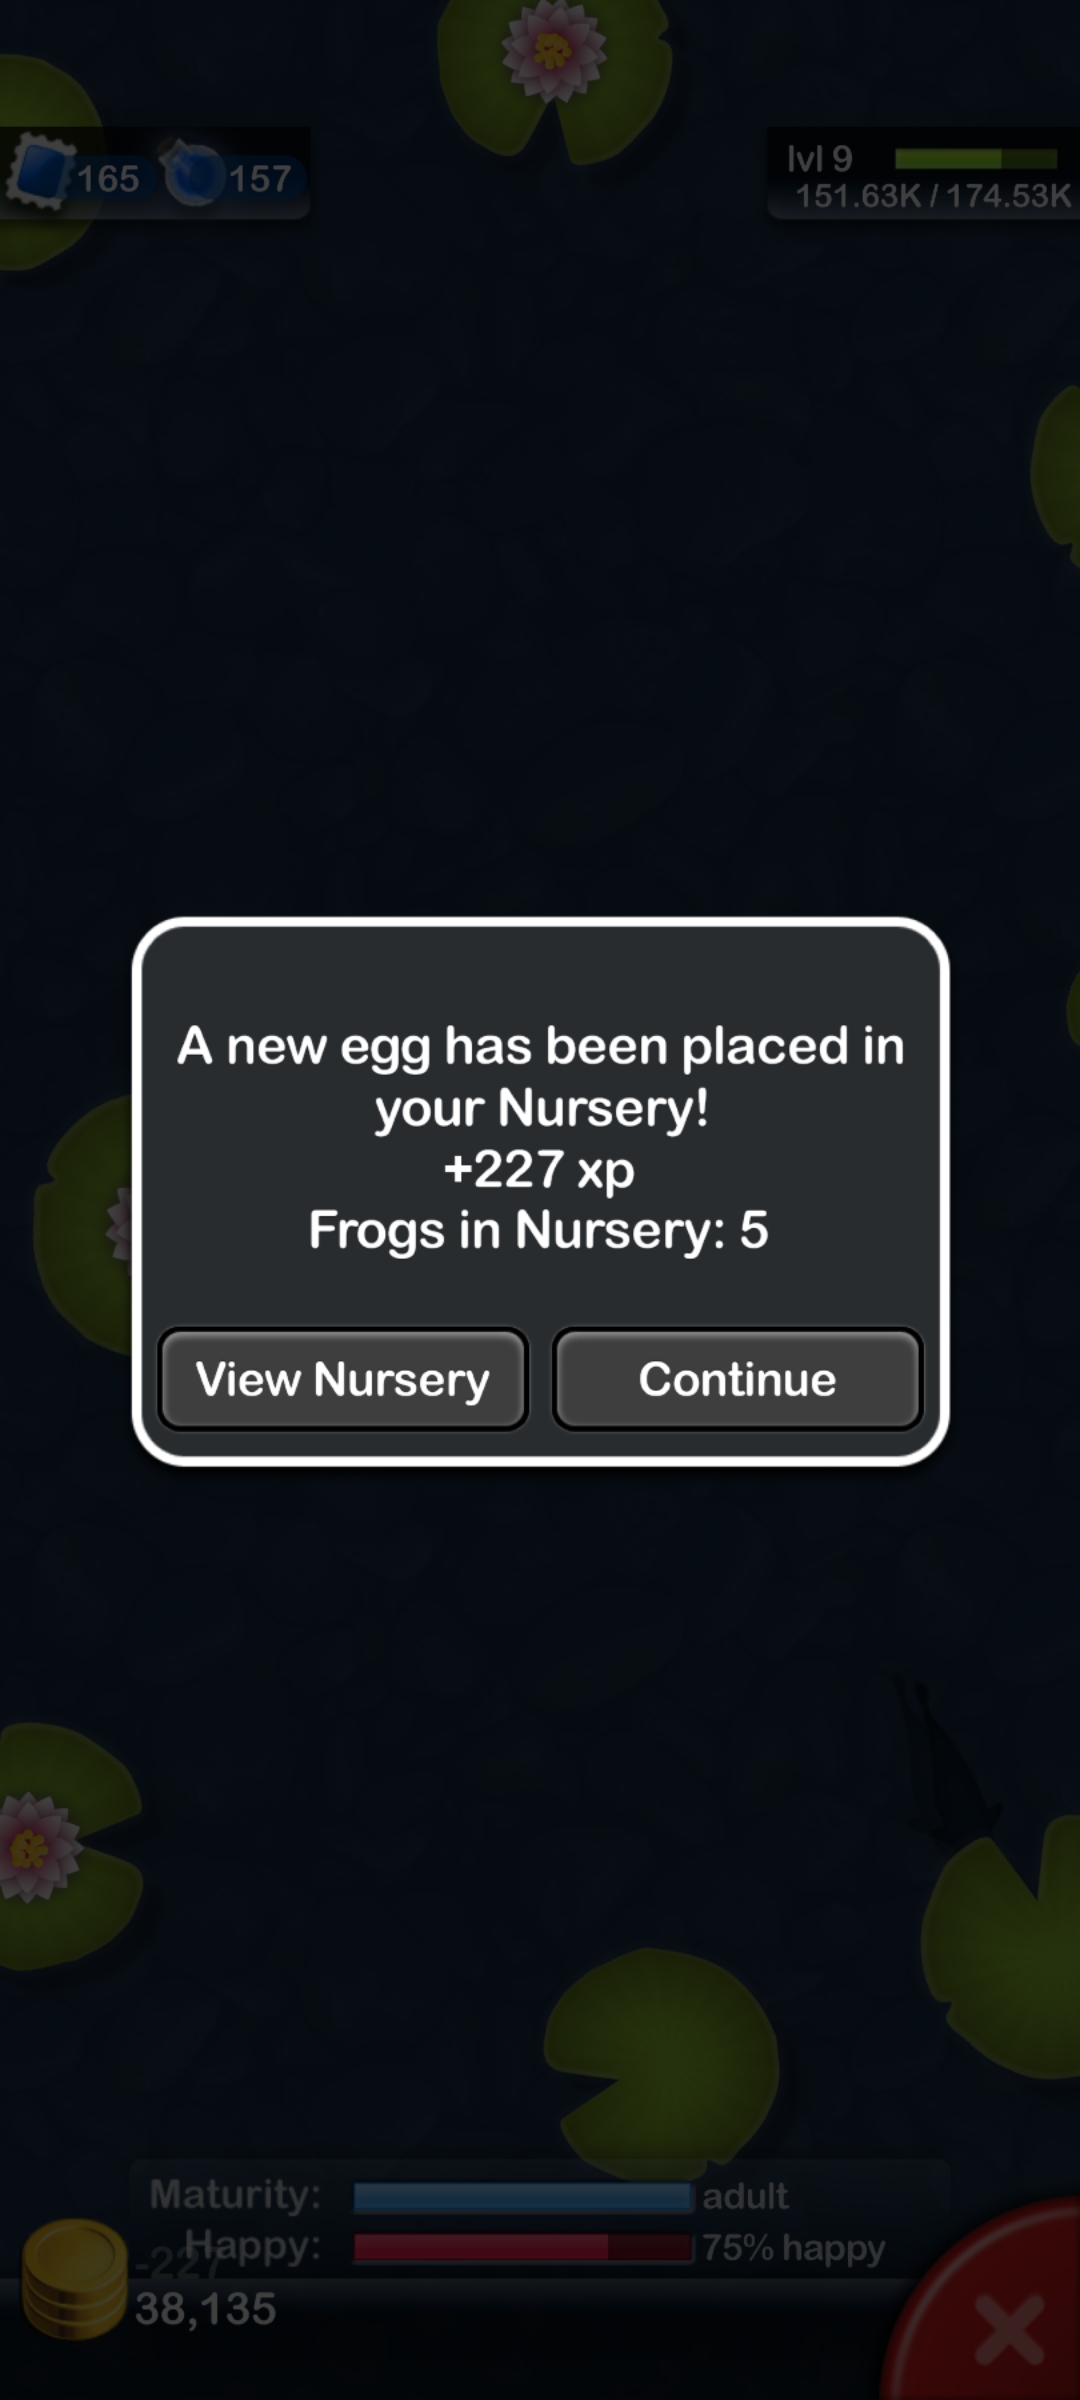 165
157
lvl 9
151.63K / 174.53K
A new egg has been placed in
your Nursery!
+227 xp
Frogs in Nursery: 5
View Nursery
Continue
Maturity:
adult
Happy:
75% happy
-227
38,135